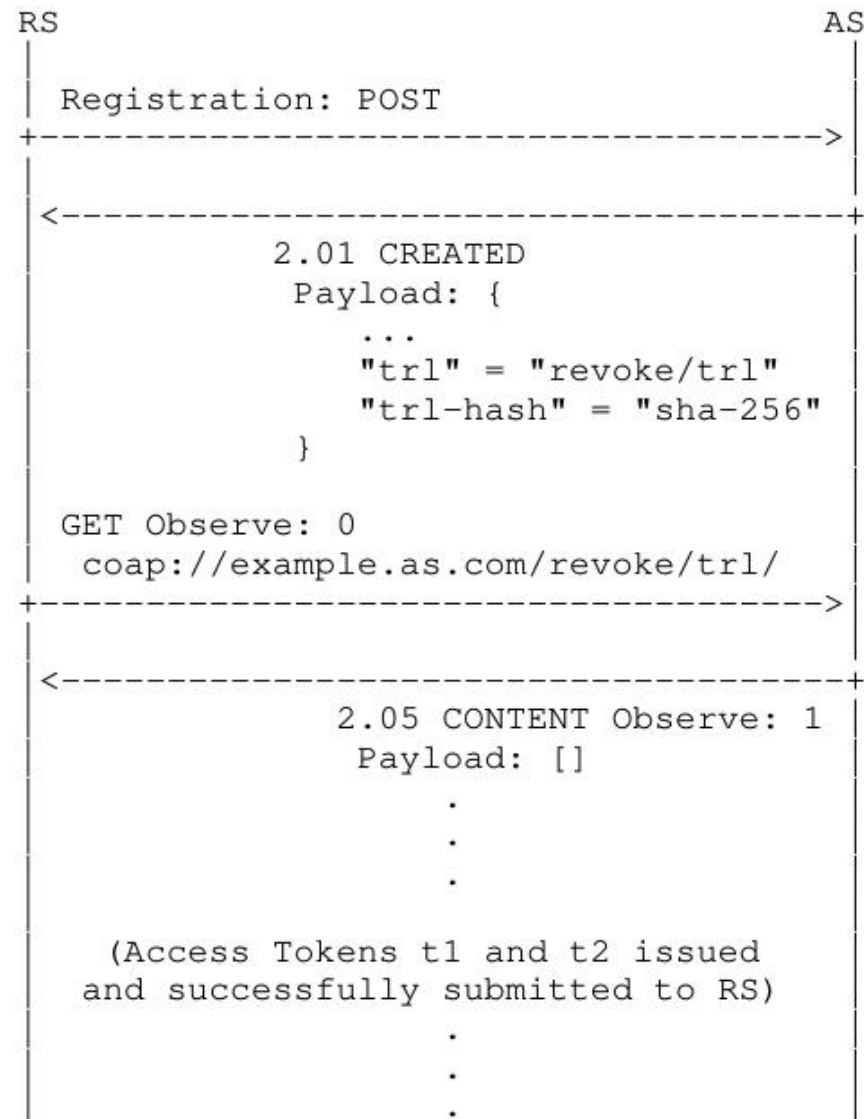 RS AS
Registration: POST
2.01 CREATED
Payload: {
...
"trl" = "revoke/trl"
"trl-hash" = "sha-256"
}
GET Observe: 0
coap://example.as.com/revoke/trl/
2.05 CONTENT Observe: 1
Payload: []
.
.
.
(Access Tokens t1 and t2 issued
and successfully submitted to RS)
.
.
.